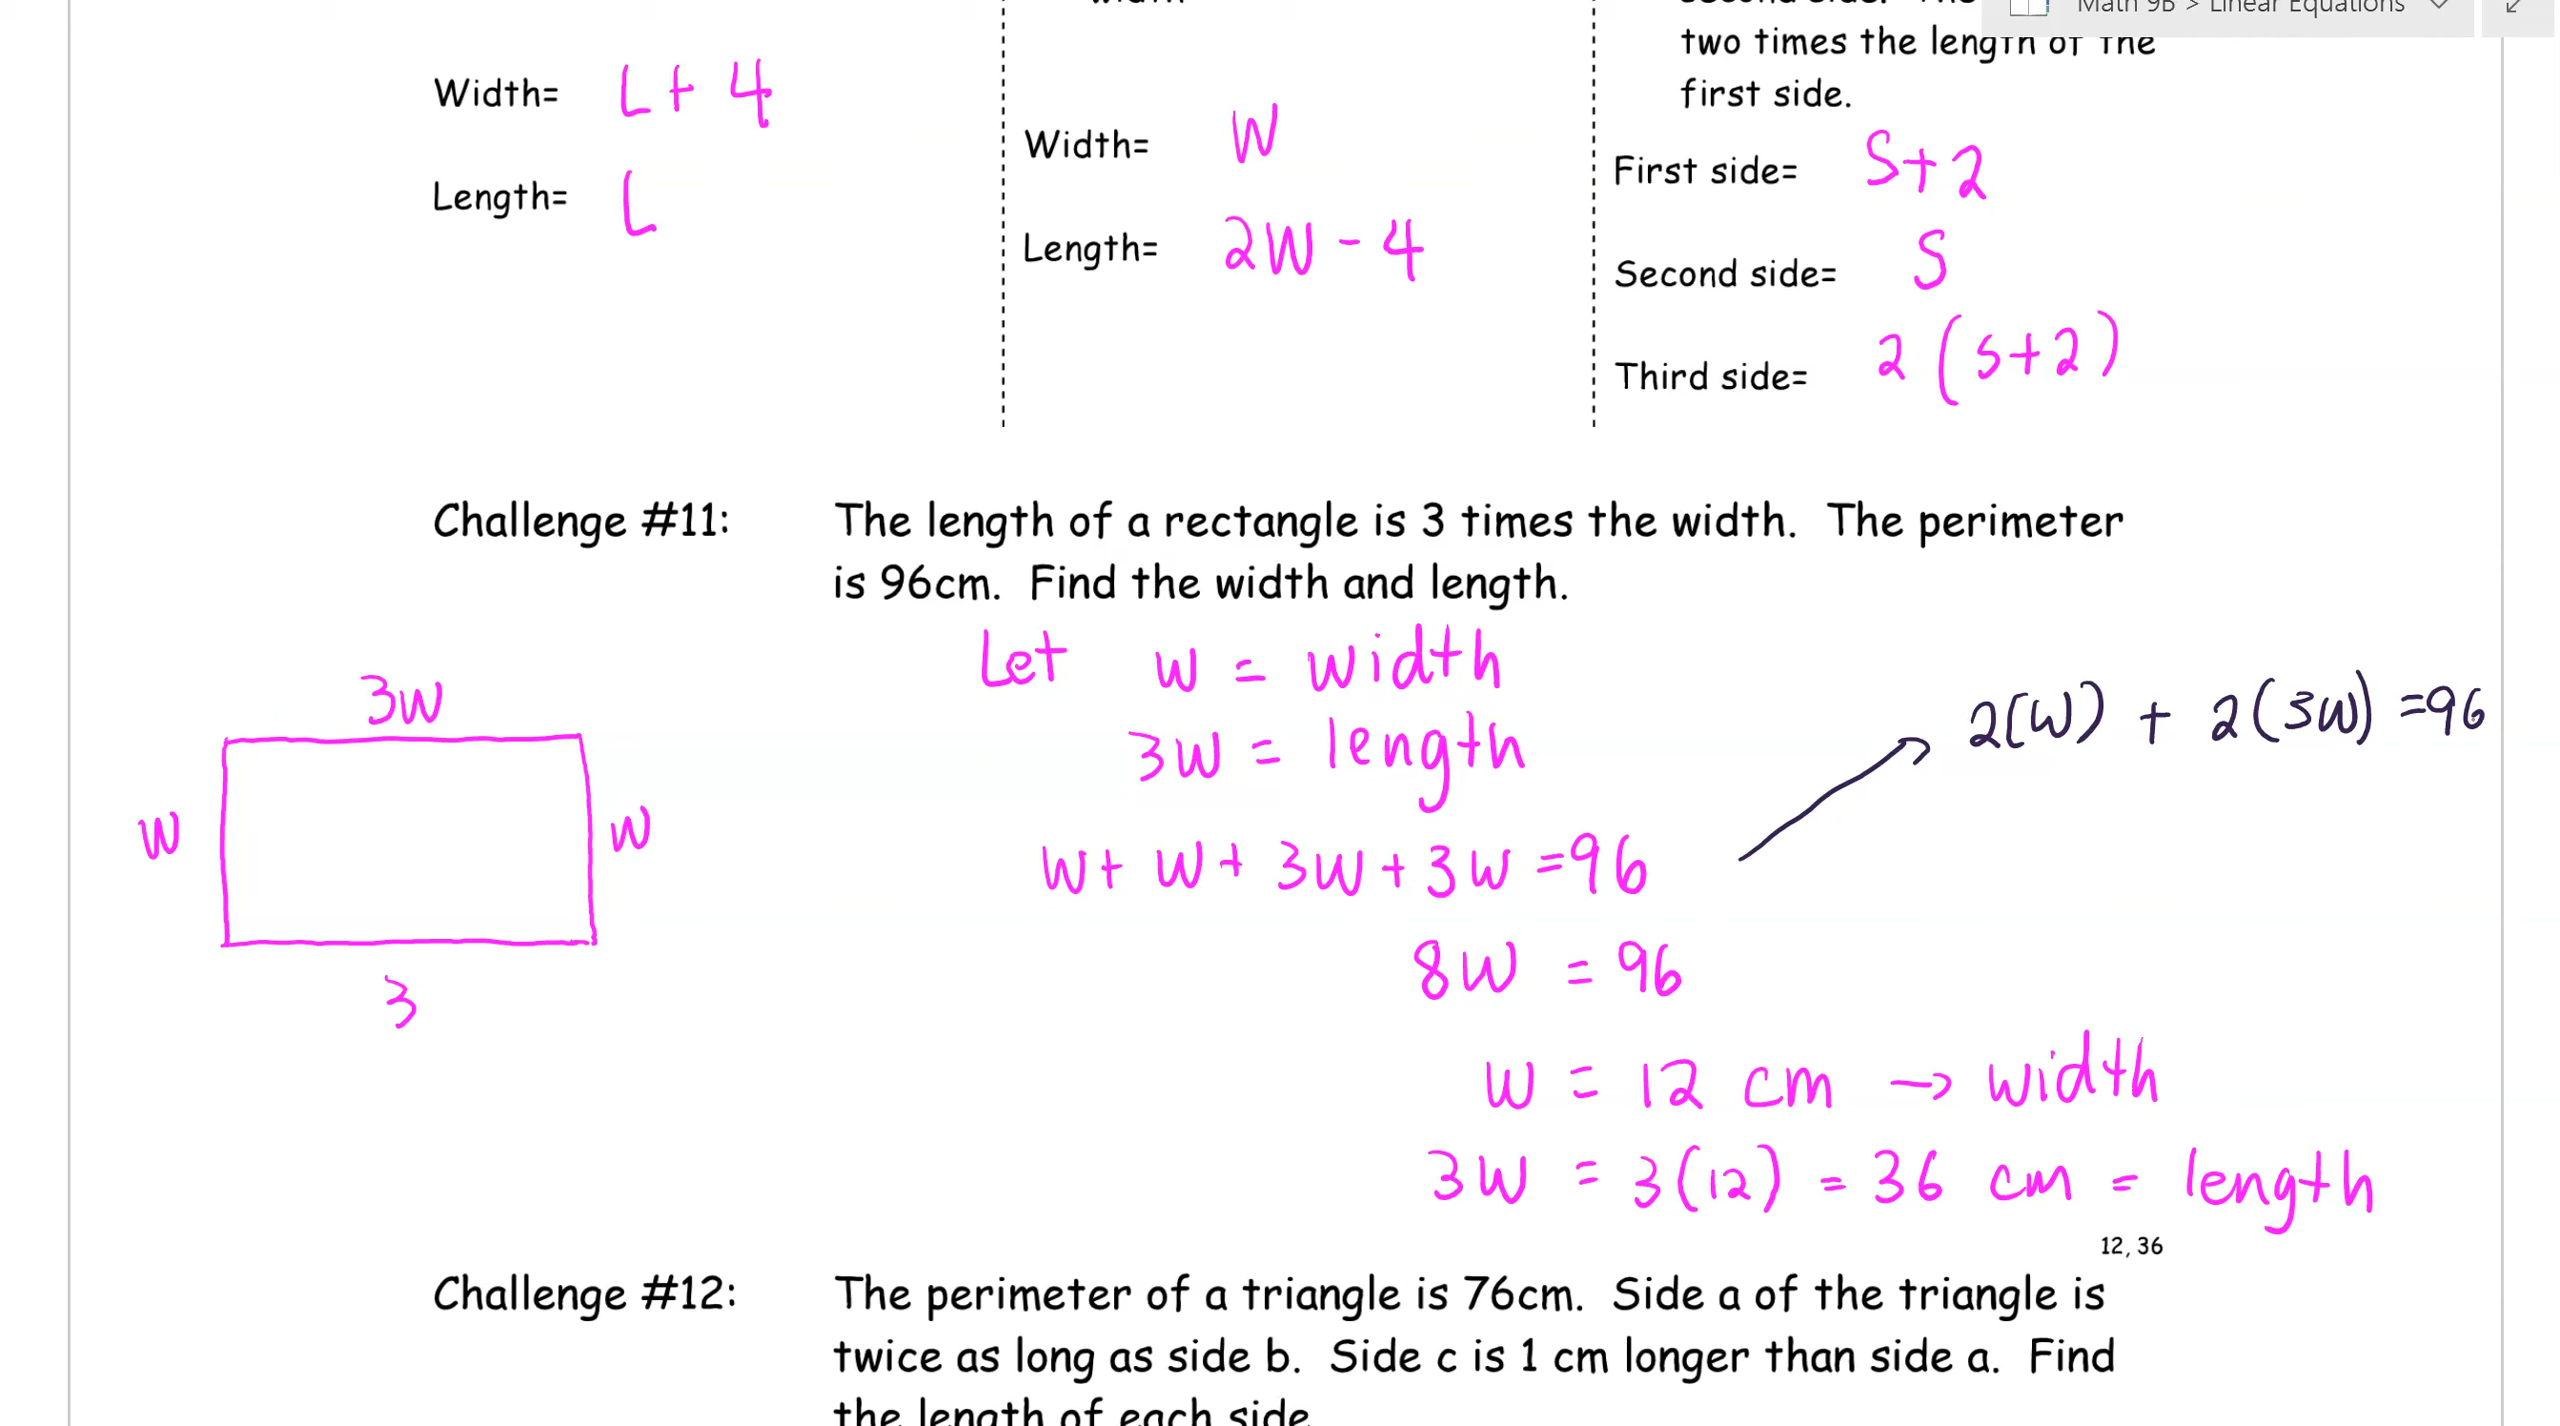 Math 9B > Linear Equations
two times the length of the
first side.
Width= L + 4
Length= L
Width= W
Length= 2W - 4
First side= S+2
Second side= S
Third side= 2 (S+2)
Challenge #11: The length of a rectangle is 3 times the width. The perimeter
is 96cm. Find the width and length.
Let w = width
3w = length
w + w + 3w + 3w = 96
8w = 96
w = 12 cm → width
3w = 3(12) = 36 cm = length
2(w) + 2(3w) = 96
3w
w
w
3
12, 36
Challenge #12: The perimeter of a triangle is 76cm. Side a of the triangle is
twice as long as side b. Side c is 1 cm longer than side a. Find
the length of each side.